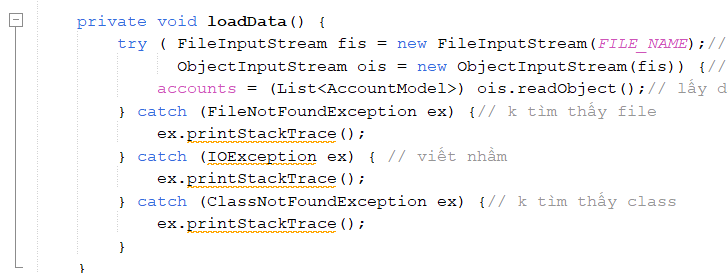 private void loadData() {
try ( FileInputStream fis = new FileInputStream(FILE_NAME);//
ObjectInputStream ois = new ObjectInputStream(fis)) {//
accounts = (List<AccountModel>) ois.readObject();// lấy d
} catch (FileNotFoundException ex) {// k tìm thấy file
ex.printStackTrace();
} catch (IOException ex) { // viết nhầm
ex.printStackTrace();
} catch (ClassNotFoundException ex) {// k tìm thấy class
ex.printStackTrace();
}
}